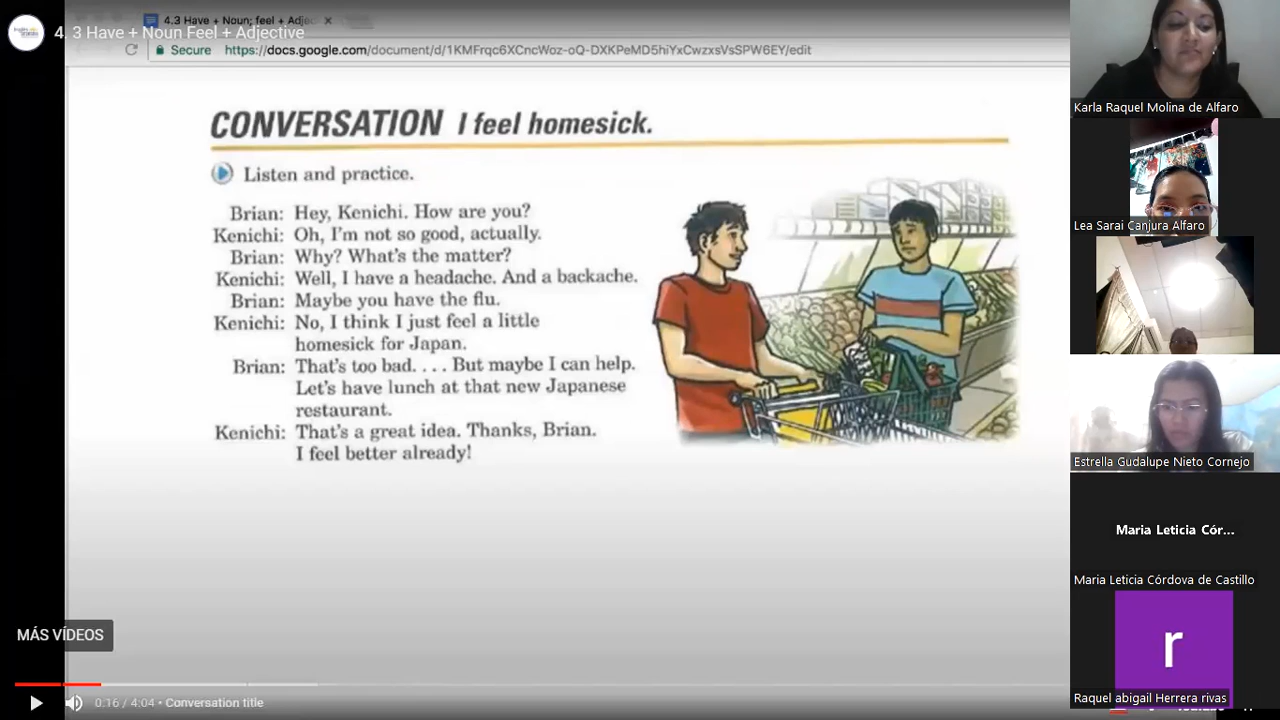 4.3 Have + Noun; feel + Adjec
4. 3 Have + Noun Feel + Adjective
Secure https://docs.google.com/document/d/1KMFrqc6XCncWoz-oQ-DXKPeMD5hiYxCwzxsVsSPW6EY/edit
CONVERSATION I feel homesick.
Listen and practice.
Brian: Hey, Kenichi. How are you?
Kenichi: Oh, I'm not so good, actually.
Brian: Why? What's the matter?
Kenichi: Well, I have a headache. And a backache.
Brian: Maybe you have the flu.
Kenichi: No, I think I just feel a little
homesick for Japan.
Brian: That's too bad. . . . But maybe I can help.
Let's have lunch at that new Japanese
restaurant.
Kenichi: That's a great idea. Thanks, Brian.
I feel better already!
MÁS VÍDEOS
0:16 / 4:04 • Conversation title
Karla Raquel Molina de Alfaro
Lea Sarai Canjura Alfaro
Estrella Gudalupe Nieto Cornejo
Maria Leticia Cór...
Maria Leticia Córdova de Castillo
r
Raquel abigail Herrera rivas